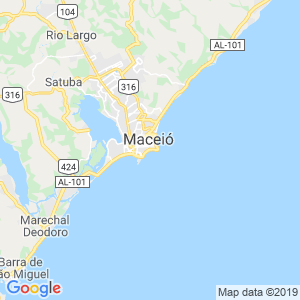 104
Rio Largo
AL-101
Satuba
316
316
Maceió
424
AL-101
Marechal
Deodoro
Barra de
ão Miguel
Google
Map data ©2019